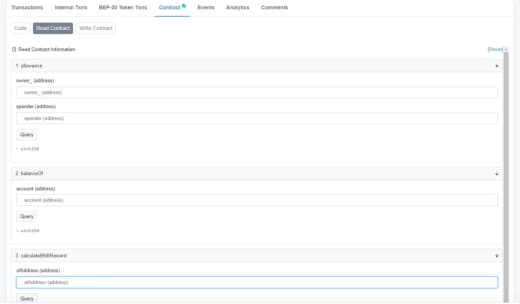 Transactions Internal Txns BEP-20 Token Txns Contract Events Analytics Comments
Code Read Contract Write Contract
Read Contract Information [Reset]
1. allowance
owner_ (address)
owner_ (address)
spender (address)
spender (address)
Query
uint256
2. balanceOf
account (address)
account (address)
Query
uint256
3. calculateBNBReward
ofAddress (address)
ofAddress (address)
Query